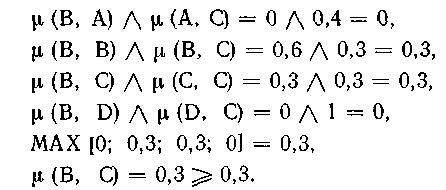 μ (B, A) ∧ μ (A, C) = 0 ∧ 0,4 = 0,
μ (B, B) ∧ μ (B, C) = 0,6 ∧ 0,3 = 0,3,
μ (B, C) ∧ μ (C, C) = 0,3 ∧ 0,3 = 0,3,
μ (B, D) ∧ μ (D, C) = 0 ∧ 1 = 0,
MAX [0; 0,3; 0,3; 0] = 0,3,
μ (B, C) = 0,3 ⩾ 0,3.